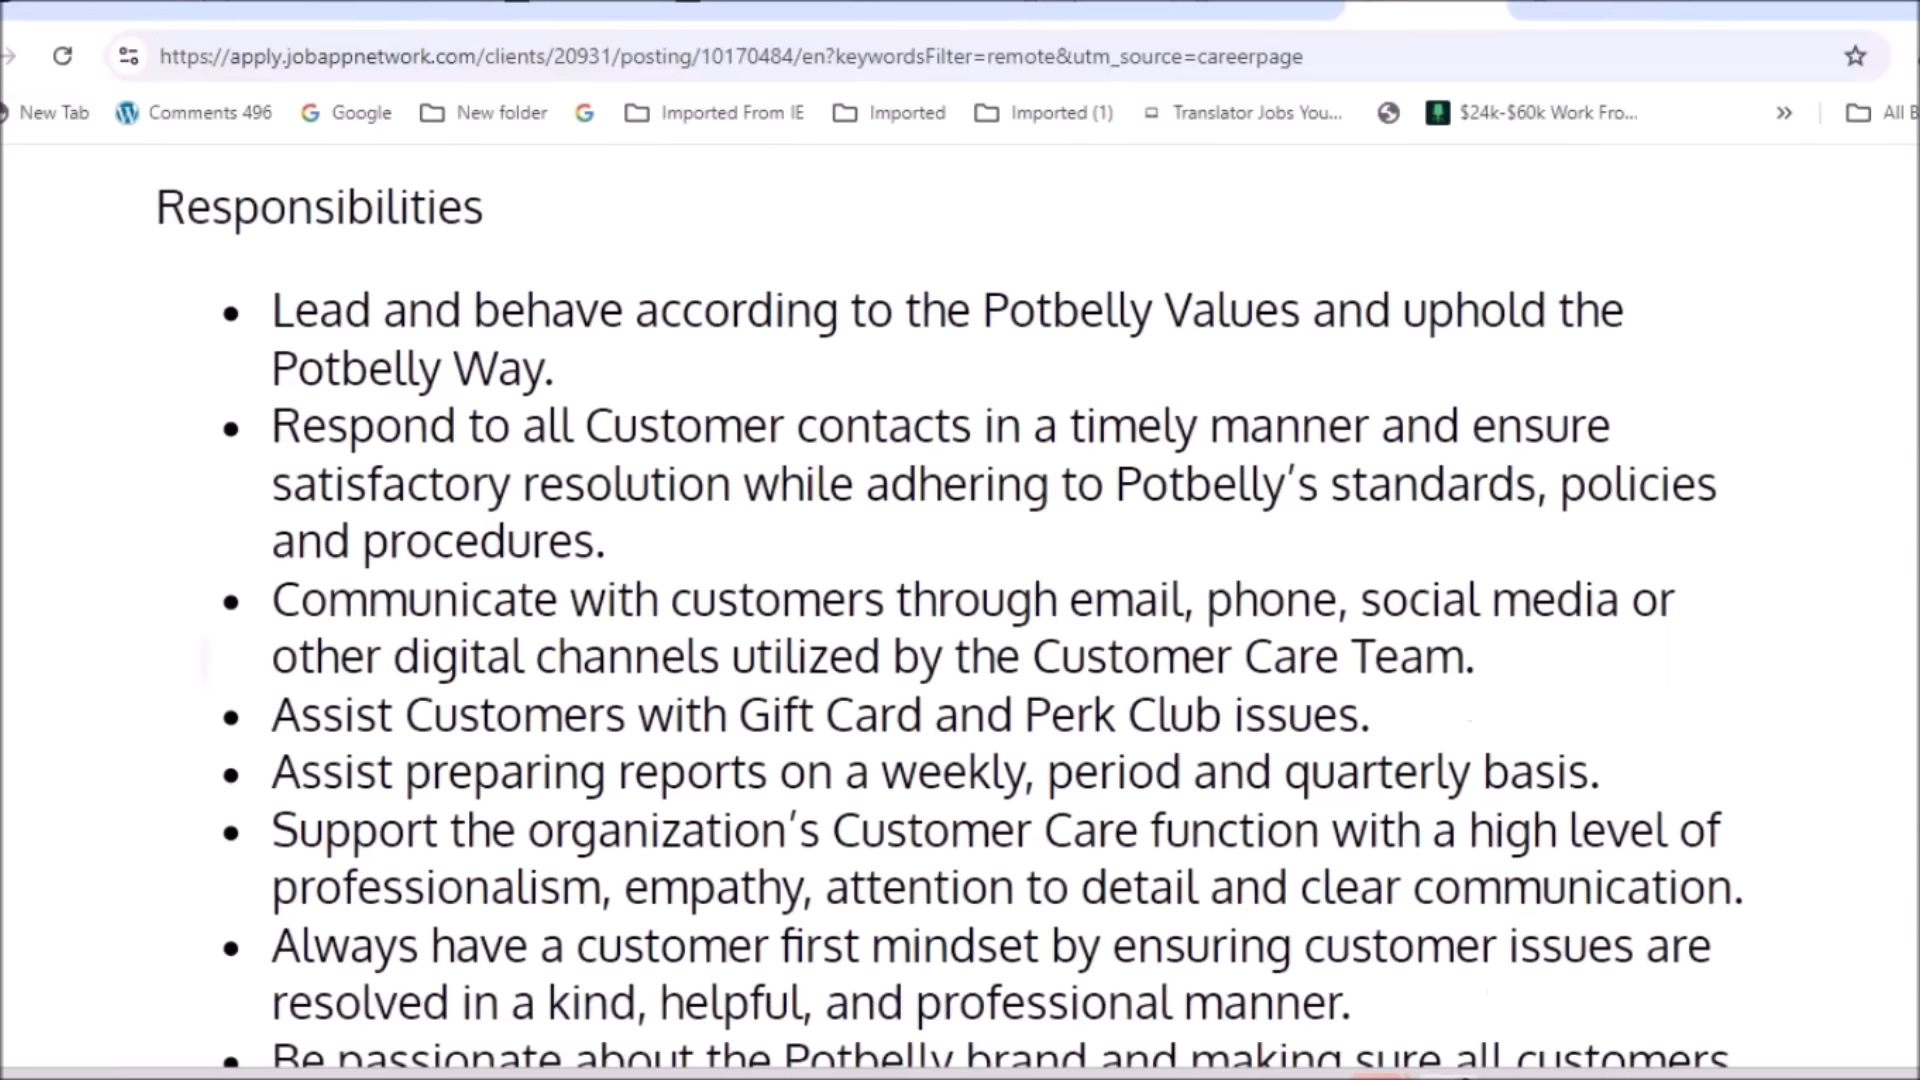 https://apply.jobappnetwork.com/clients/20931/posting/10170484/en?keywordsFilter=remote&utm_source=careerpage
New Tab Comments 496 Google New folder Imported From IE Imported Imported (1) Translator Jobs You... $24k-$60k Work Fro... » All B
Responsibilities
• Lead and behave according to the Potbelly Values and uphold the
Potbelly Way.
• Respond to all Customer contacts in a timely manner and ensure
satisfactory resolution while adhering to Potbelly’s standards, policies
and procedures.
• Communicate with customers through email, phone, social media or
other digital channels utilized by the Customer Care Team.
• Assist Customers with Gift Card and Perk Club issues.
• Assist preparing reports on a weekly, period and quarterly basis.
• Support the organization’s Customer Care function with a high level of
professionalism, empathy, attention to detail and clear communication.
• Always have a customer first mindset by ensuring customer issues are
resolved in a kind, helpful, and professional manner.
• Be passionate about the Potbelly brand and making sure all customers